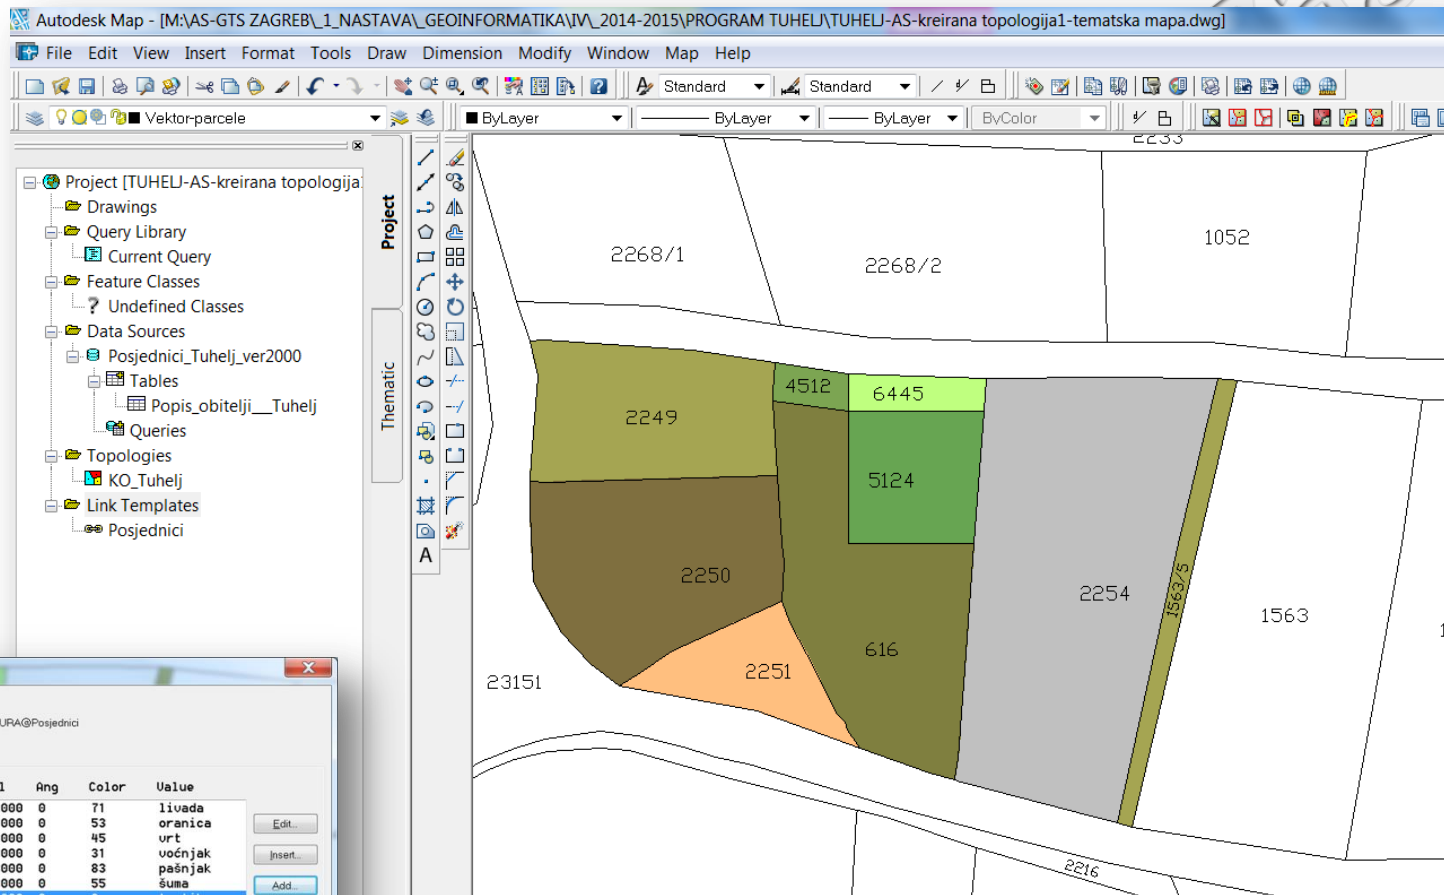 Autodesk Map - [M:\AS-GTS ZAGREB\_1_NASTAVA\_GEOINFORMATIKA\IV\_2014-2015\PROGRAM TUHELJ\TUHELJ-AS-kreirana topologija1-tematska mapa.dwg]
File Edit View Insert Format Tools Draw Dimension Modify Window Map Help
Standard Standard
Vektor-parcele ByLayer ByLayer ByLayer ByColor
Project [TUHELJ-AS-kreirana topologija
Drawings
Query Library
Current Query
Feature Classes
Undefined Classes
Data Sources
Posjednici_Tuhelj_ver2000
Tables
Popis_obitelji__Tuhelj
Queries
Topologies
KO_Tuhelj
Link Templates
Posjednici
Project
Thematic
A
2233
2268/1
2268/2
1052
2249
4512
6445
5124
2250
2254
1563/5
1563
616
2251
23151
2216
URA@Posjednici
l Ang Color Value
000 0 71 livada
000 0 53 oranica
000 0 45 vrt
000 0 31 voćnjak
000 0 83 pašnjak
000 0 55 šuma
Edit...
Insert...
Add...